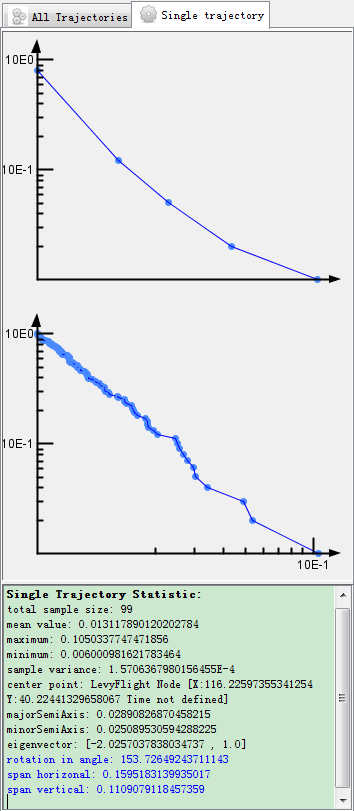 All Trajectories Single trajectory
10E0
10E-1
10E0
10E-1
10E-1
Single Trajectory Statistic:
total sample size: 99
mean value: 0.013117890120202784
maximum: 0.1050337747471856
minimum: 0.006000981621783464
sample variance: 1.5706367980156455E-4
center point: LevyFlight Node [X:116.22597355341254
Y:40.22441329658067 Time not defined]
majorSemiAxis: 0.02890826870458215
minorSemiAxis: 0.025089530594288225
eigenvector: [-2.0257037838034737 , 1.0]
rotation in angle: 153.72649243711143
span horizonal: 0.1595183139935017
span vertical: 0.1109079118457359